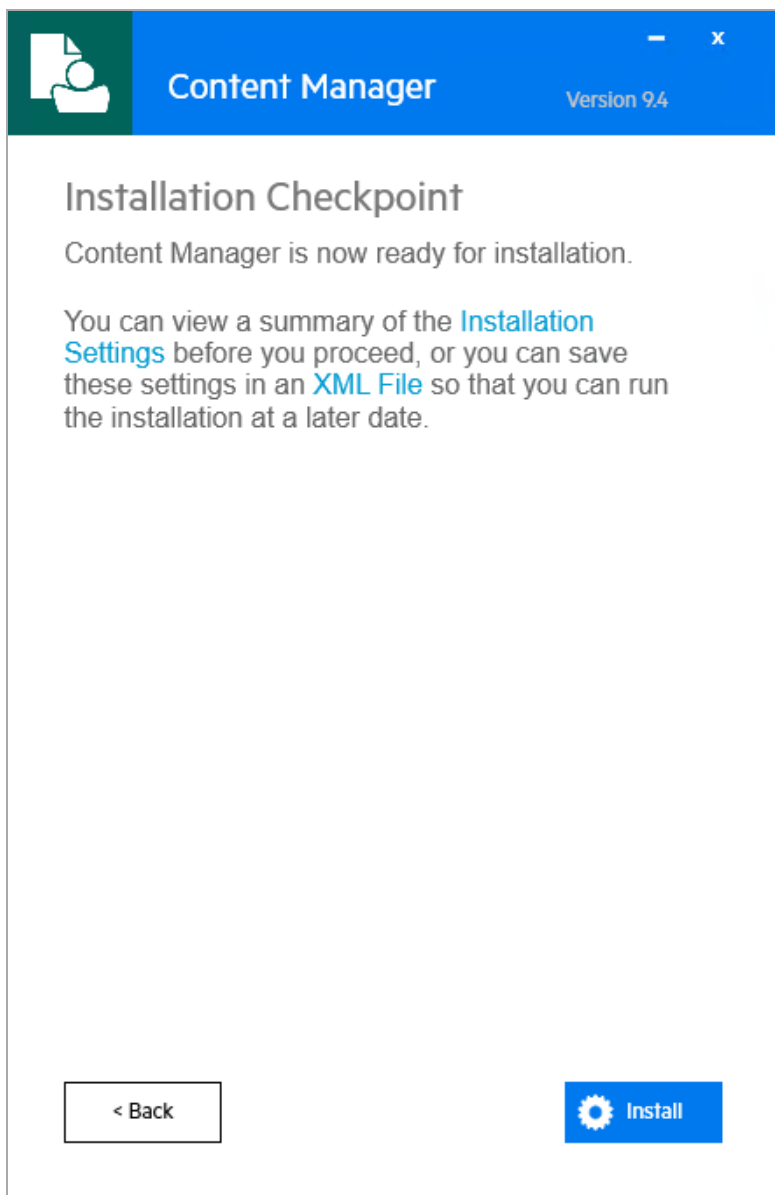 – x
Content Manager
Version 9.4
Installation Checkpoint
Content Manager is now ready for installation.
You can view a summary of the Installation
Settings before you proceed, or you can save
these settings in an XML File so that you can run
the installation at a later date.
< Back
Install